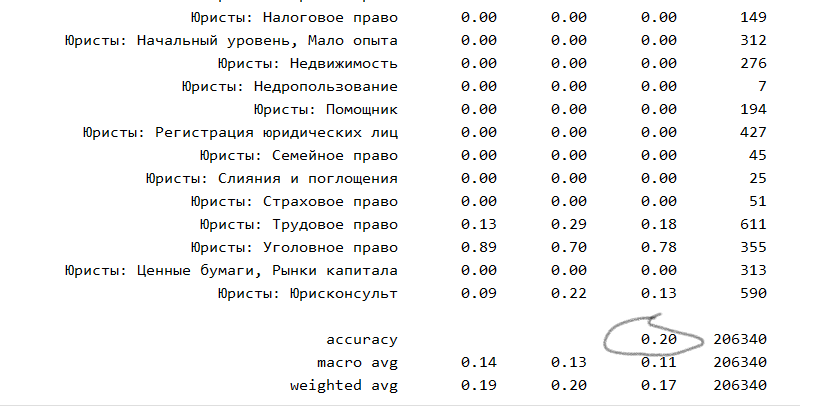 Юристы: Налоговое право 0.00 0.00 0.00 149
Юристы: Начальный уровень, Мало опыта 0.00 0.00 0.00 312
Юристы: Недвижимость 0.00 0.00 0.00 276
Юристы: Недропользование 0.00 0.00 0.00 7
Юристы: Помощник 0.00 0.00 0.00 194
Юристы: Регистрация юридических лиц 0.00 0.00 0.00 427
Юристы: Семейное право 0.00 0.00 0.00 45
Юристы: Слияния и поглощения 0.00 0.00 0.00 25
Юристы: Страховое право 0.00 0.00 0.00 51
Юристы: Трудовое право 0.13 0.29 0.18 611
Юристы: Уголовное право 0.89 0.70 0.78 355
Юристы: Ценные бумаги, Рынки капитала 0.00 0.00 0.00 313
Юристы: Юрисконсульт 0.09 0.22 0.13 590
accuracy 0.20 206340
macro avg 0.14 0.13 0.11 206340
weighted avg 0.19 0.20 0.17 206340